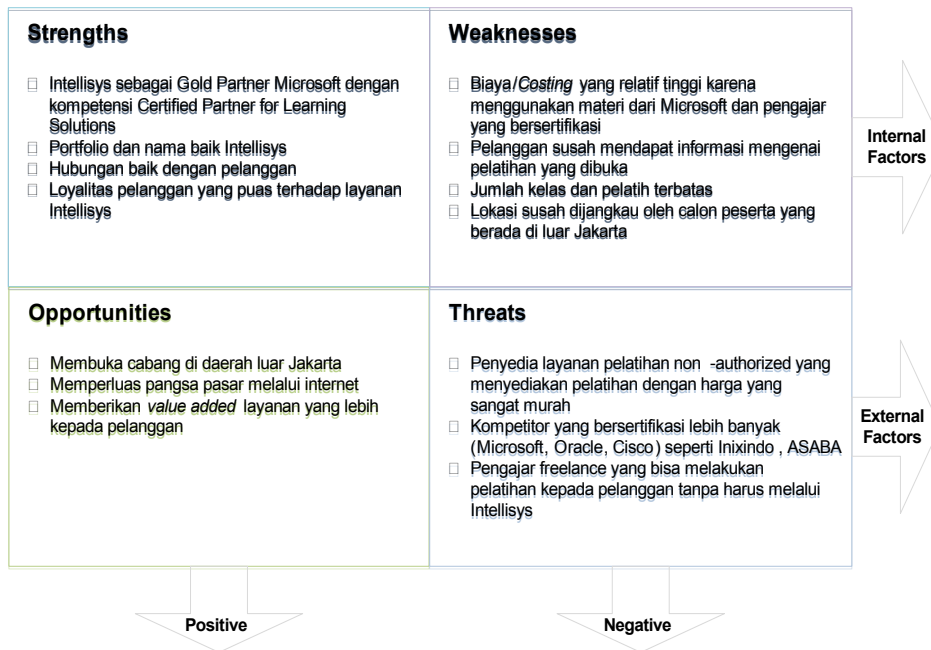 Strengths
Intellisys sebagai Gold Partner Microsoft dengan
kompetensi Certified Partner for Learning
Solutions
Portfolio dan nama baik Intellisys
Hubungan baik dengan pelanggan
Loyalitas pelanggan yang puas terhadap layanan
Intellisys
Weaknesses
Biaya/Costing yang relatif tinggi karena
menggunakan materi dari Microsoft dan pengajar
yang bersertifikasi
Pelanggan susah mendapat informasi mengenai
pelatihan yang dibuka
Jumlah kelas dan pelatih terbatas
Lokasi susah dijangkau oleh calon peserta yang
berada di luar Jakarta
Internal
Factors
Opportunities
Membuka cabang di daerah luar Jakarta
Memperluas pangsa pasar melalui internet
Memberikan value added layanan yang lebih
kepada pelanggan
Threats
Penyedia layanan pelatihan non -authorized yang
menyediakan pelatihan dengan harga yang
sangat murah
Kompetitor yang bersertifikasi lebih banyak
(Microsoft, Oracle, Cisco) seperti Inixindo , ASABA
Pengajar freelance yang bisa melakukan
pelatihan kepada pelanggan tanpa harus melalui
Intellisys
External
Factors
Positive
Negative